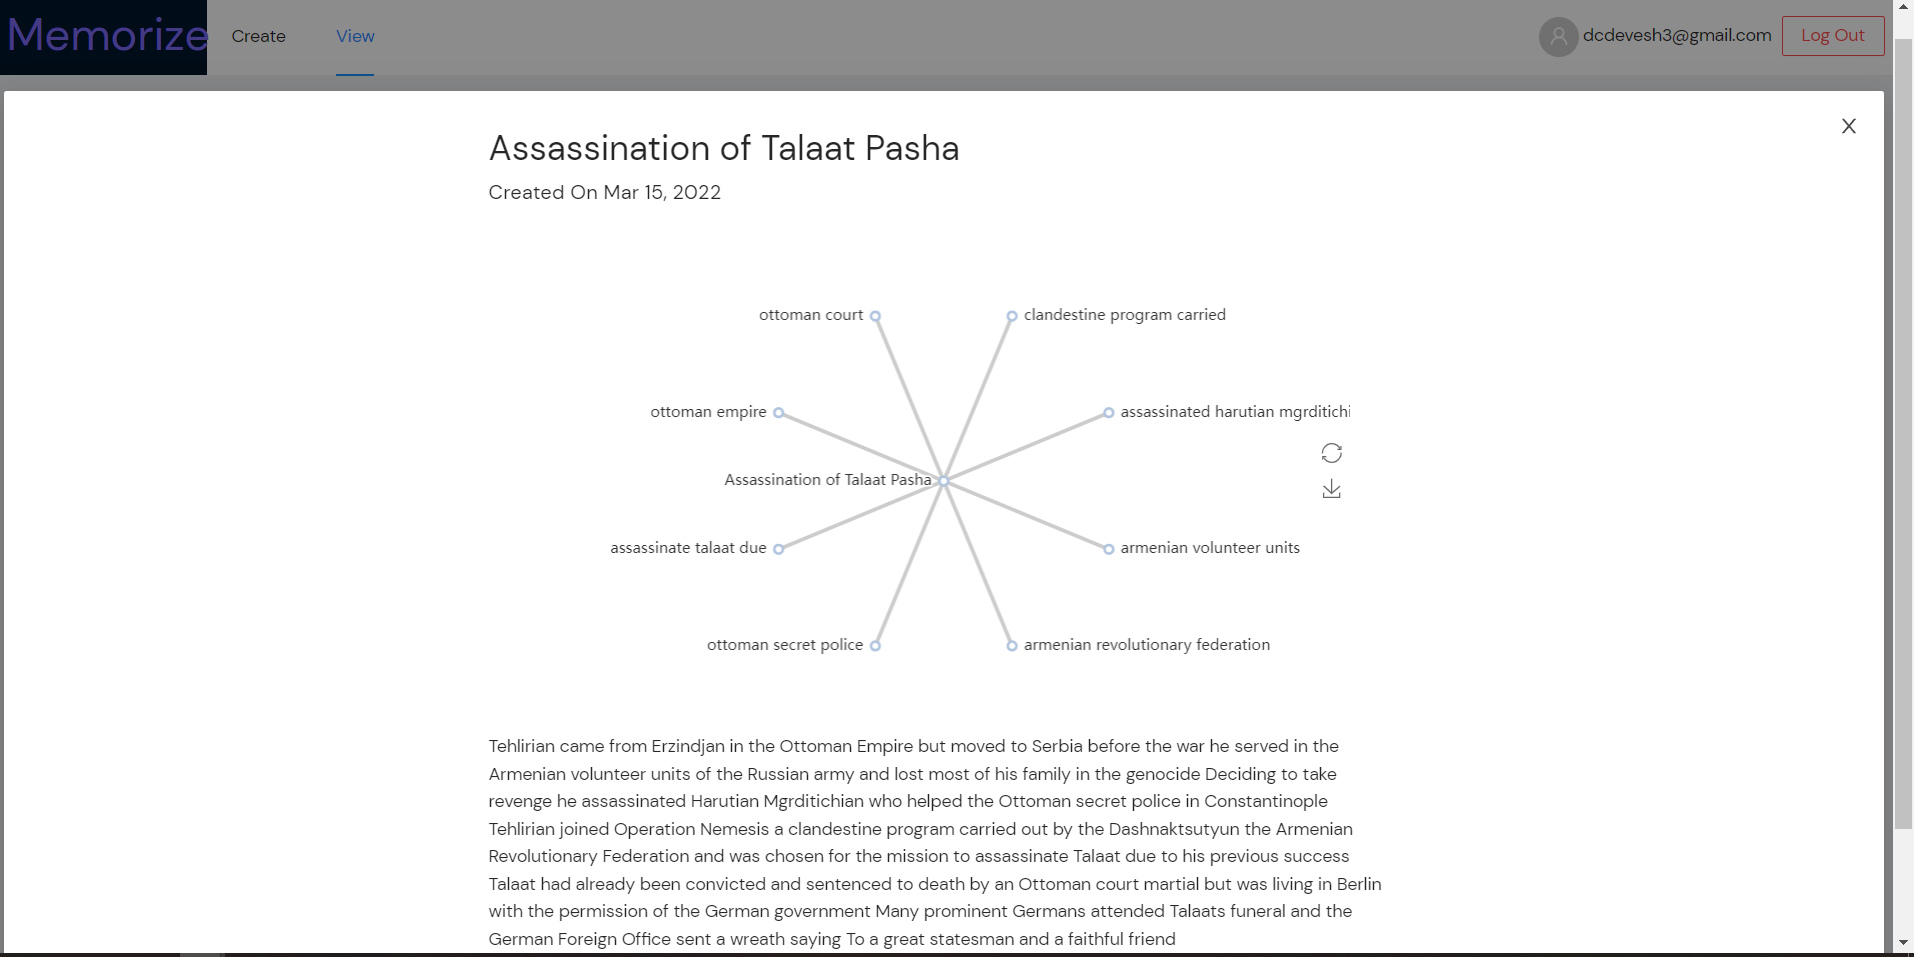 Memorize
Create
View
dcdevesh3@gmail.com
Log Out
Assassination of Talaat Pasha
Created On Mar 15, 2022
ottoman court
clandestine program carried
ottoman empire
assassinated harutian mgrditichi
Assassination of Talaat Pasha
assassinate talaat due
armenian volunteer units
ottoman secret police
armenian revolutionary federation
Tehlirian came from Erzindjan in the Ottoman Empire but moved to Serbia before the war he served in the
Armenian volunteer units of the Russian army and lost most of his family in the genocide Deciding to take
revenge he assassinated Harutian Mgrditichian who helped the Ottoman secret police in Constantinople
Tehlirian joined Operation Nemesis a clandestine program carried out by the Dashnaktsutyun the Armenian
Revolutionary Federation and was chosen for the mission to assassinate Talaat due to his previous success
Talaat had already been convicted and sentenced to death by an Ottoman court martial but was living in Berlin
with the permission of the German government Many prominent Germans attended Talaats funeral and the
German Foreign Office sent a wreath saying To a great statesman and a faithful friend